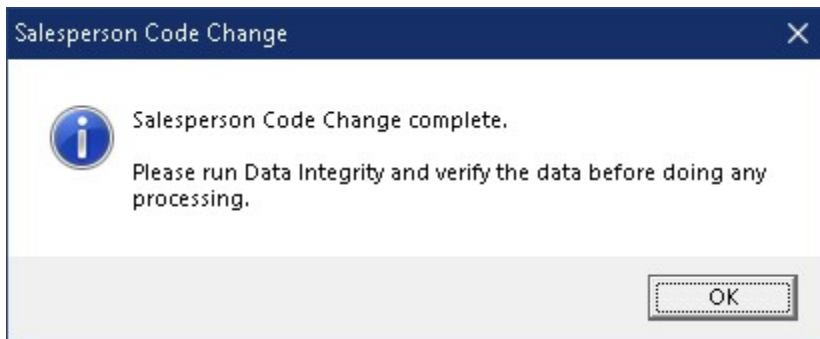 Salesperson Code Change
Salesperson Code Change complete.
Please run Data Integrity and verify the data before doing any
processing.
OK